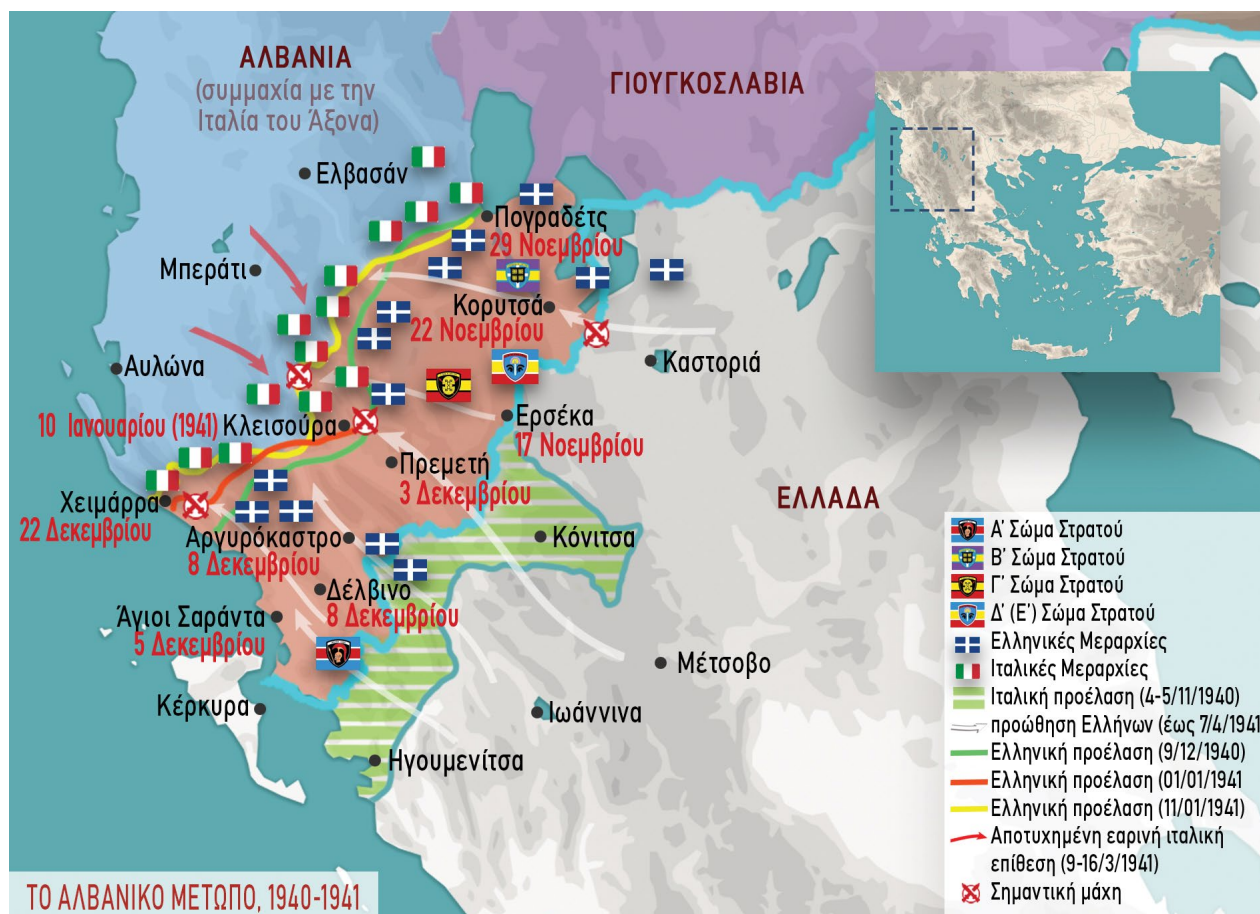 ΑΛΒΑΝΙΑ
(συμμαχία με την
Ιταλία του Άξονα)
ΓΙΟΥΓΚΟΣΛΑΒΙΑ
Ελβασάν
Πογραδέτς
29 Νοεμβρίου
Μπεράτι
Κορυτσά
22 Νοεμβρίου
Καστοριά
Αυλώνα
10 Ιανουαρίου (1941)
Κλεισούρα
Ερσέκα
17 Νοεμβρίου
Πρεμετή
3 Δεκεμβρίου
Χειμάρρα
22 Δεκεμβρίου
ΕΛΛΑΔΑ
Αργυρόκαστρο
8 Δεκεμβρίου
Κόνιτσα
Δέλβινο
8 Δεκεμβρίου
Άγιοι Σαράντα
5 Δεκεμβρίου
Μέτσοβο
Κέρκυρα
Ιωάννινα
Ηγουμενίτσα
Α' Σώμα Στρατού
Β' Σώμα Στρατού
Γ' Σώμα Στρατού
Δ' (Ε') Σώμα Στρατού
Ελληνικές Μεραρχίες
Ιταλικές Μεραρχίες
Ιταλική προέλαση (4-5/11/1940)
προώθηση Ελλήνων (έως 7/4/1941
Ελληνική προέλαση (9/12/1940)
Ελληνική προέλαση (01/01/1941
Ελληνική προέλαση (11/01/1941)
Αποτυχημένη εαρινή ιταλική
επίθεση (9-16/3/1941)
Σημαντική μάχη
ΤΟ ΑΛΒΑΝΙΚΟ ΜΕΤΩΠΟ, 1940-1941